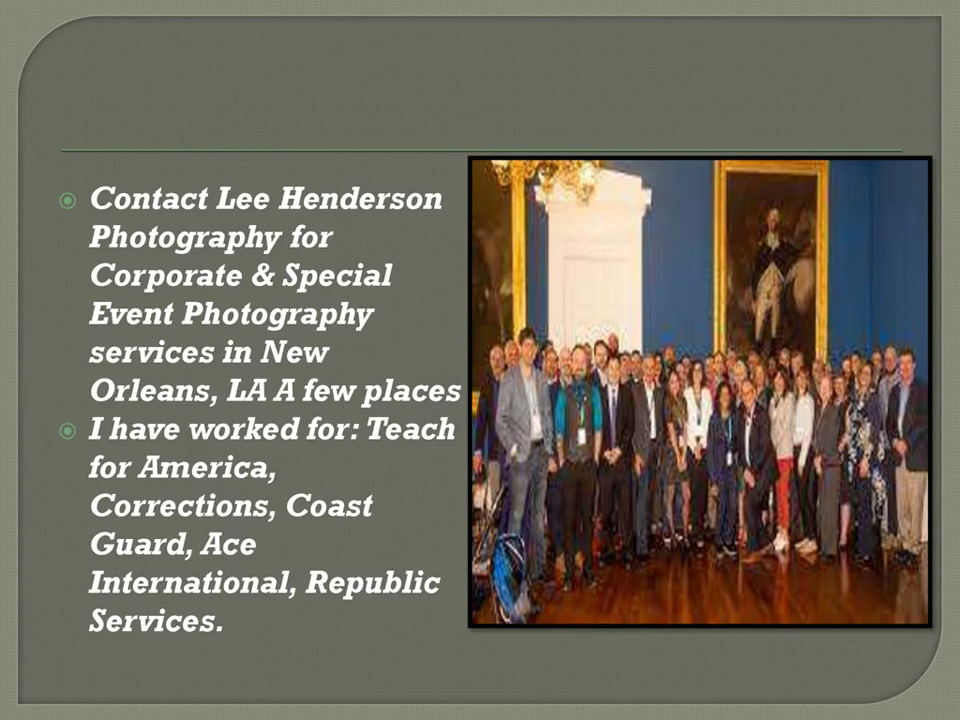 Contact Lee Henderson
Photography for
Corporate & Special
Event Photography
services in New
Orleans, LA A few places
I have worked for: Teach
for America,
Corrections, Coast
Guard, Ace
International, Republic
Services.